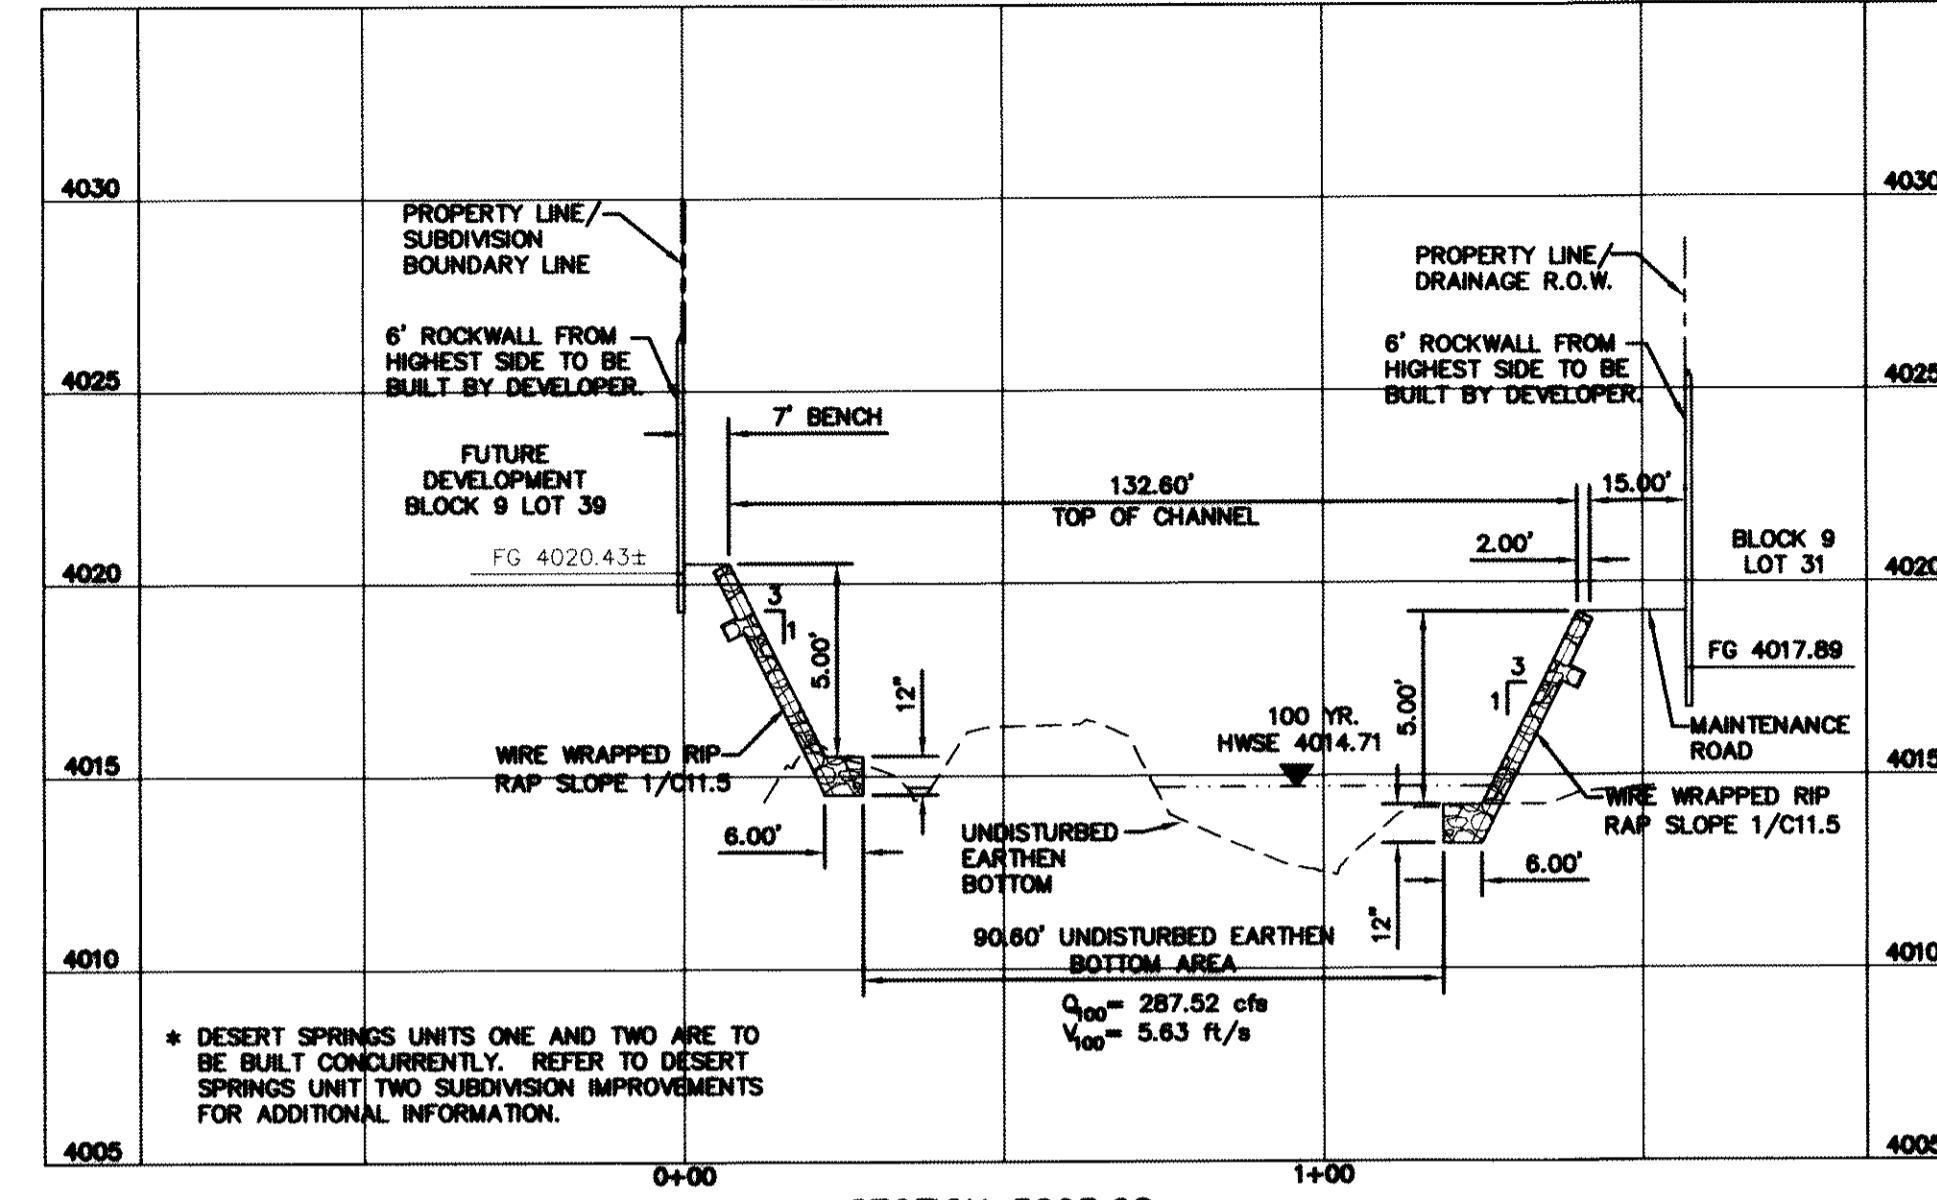 4030
4030
PROPERTY LINE/
SUBDIVISION
BOUNDARY LINE
PROPERTY LINE/
DRAINAGE R.O.W.
6' ROCKWALL FROM
HIGHEST SIDE TO BE
BUILT BY DEVELOPER.
6' ROCKWALL FROM
HIGHEST SIDE TO BE
BUILT BY DEVELOPER.
4025
4025
7' BENCH
FUTURE
DEVELOPMENT
BLOCK 9 LOT 39
132.60'
TOP OF CHANNEL
15.00'
2.00'
BLOCK 9
LOT 31
FG 4020.43±
4020
4020
3
1
5.00'
12"
3
1
5.00'
FG 4017.89
100 YR.
HWSE 4014.71
MAINTENANCE
ROAD
WIRE WRAPPED RIP
RAP SLOPE 1/C11.5
4015
4015
WIRE WRAPPED RIP
RAP SLOPE 1/C11.5
6.00'
UNDISTURBED
EARTHEN
BOTTOM
6.00'
12"
90.60' UNDISTURBED EARTHEN
BOTTOM AREA
4010
4010
Q100= 287.52 cfs
V100= 5.63 ft/s
* DESERT SPRINGS UNITS ONE AND TWO ARE TO
BE BUILT CONCURRENTLY. REFER TO DESERT
SPRINGS UNIT TWO SUBDIVISION IMPROVEMENTS
FOR ADDITIONAL INFORMATION.
4005
4005
0+00
1+00